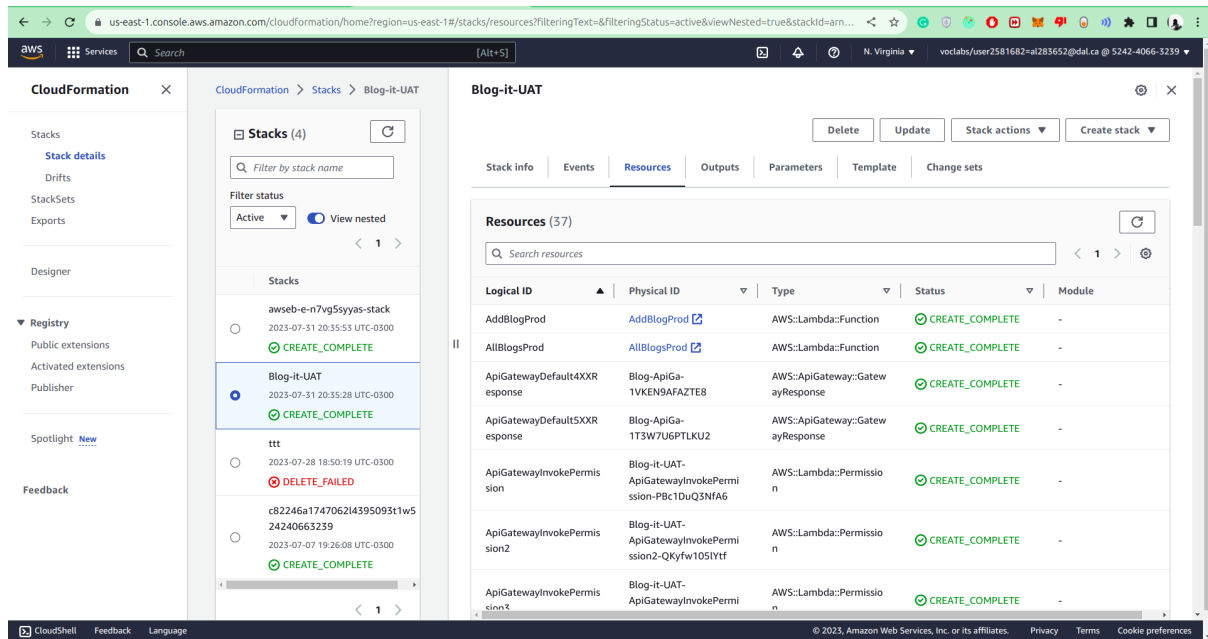 us-east-1.console.aws.amazon.com/cloudformation/home?region=us-east-1#/stacks/resources?filteringText=&filteringStatus=active&viewNested=true&stackId=arn...
aws Services Search [Alt+S] N. Virginia voclabs/user2581682=al283652@dal.ca @ 5242-4066-3239
CloudFormation
Stacks
Stack details
Drifts
StackSets
Exports
Designer
Registry
Public extensions
Activated extensions
Publisher
Spotlight New
Feedback
CloudFormation > Stacks > Blog-it-UAT
Stacks (4)
Filter by stack name
Filter status
Active View nested
1
Stacks
awseb-e-n7vg5syyas-stack
2023-07-31 20:35:53 UTC-0300
CREATE_COMPLETE
Blog-it-UAT
2023-07-31 20:35:28 UTC-0300
CREATE_COMPLETE
ttt
2023-07-28 18:50:19 UTC-0300
DELETE_FAILED
c82246a1747062l4395093t1w5
24240663239
2023-07-07 19:26:08 UTC-0300
CREATE_COMPLETE
1
Blog-it-UAT
Delete Update Stack actions Create stack
Stack info Events Resources Outputs Parameters Template Change sets
Resources (37)
Search resources
1
Logical ID Physical ID Type Status Module
AddBlogProd AddBlogProd AWS::Lambda::Function CREATE_COMPLETE -
AllBlogsProd AllBlogsProd AWS::Lambda::Function CREATE_COMPLETE -
ApiGatewayDefault4XXR Blog-ApiGa- AWS::ApiGateway::Gatew
esponse 1VKEN9AFAZTE8 ayResponse CREATE_COMPLETE -
ApiGatewayDefault5XXR Blog-ApiGa- AWS::ApiGateway::Gatew
esponse 1T3W7U6PTLKU2 ayResponse CREATE_COMPLETE -
Blog-it-UAT-
ApiGatewayInvokePermis ApiGatewayInvokePermi AWS::Lambda::Permissio CREATE_COMPLETE -
sion ssion-PBc1DuQ3NfA6 n
Blog-it-UAT-
ApiGatewayInvokePermis ApiGatewayInvokePermi AWS::Lambda::Permissio CREATE_COMPLETE -
sion2 ssion2-QKyfw105lYtf n
Blog-it-UAT-
ApiGatewayInvokePermis ApiGatewayInvokePermi AWS::Lambda::Permissio CREATE_COMPLETE -
sion3 n
CloudShell Feedback Language © 2023, Amazon Web Services, Inc. or its affiliates. Privacy Terms Cookie preferences